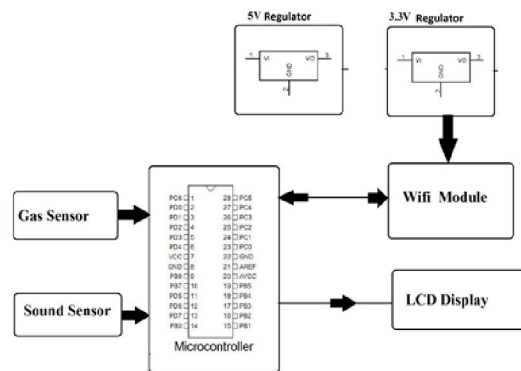 5V Regulator
3.3V Regulator
1 VI VO 3
GND
2
1 VI VO 3
GND
2
Gas Sensor
Sound Sensor
PC6 1 28 PC5
PD0 2 27 PC4
PD1 3 26 PC3
PD2 4 25 PC2
PD3 5 24 PC1
PD4 6 23 PC0
VCC 7 22 GND
GND 8 21 AREF
PB6 9 20 AVCC
PB7 10 19 PB5
PD5 11 18 PB4
PD6 12 17 PB3
PD7 13 16 PB2
PB0 14 15 PB1
Microcontroller
Wifi Module
LCD Display